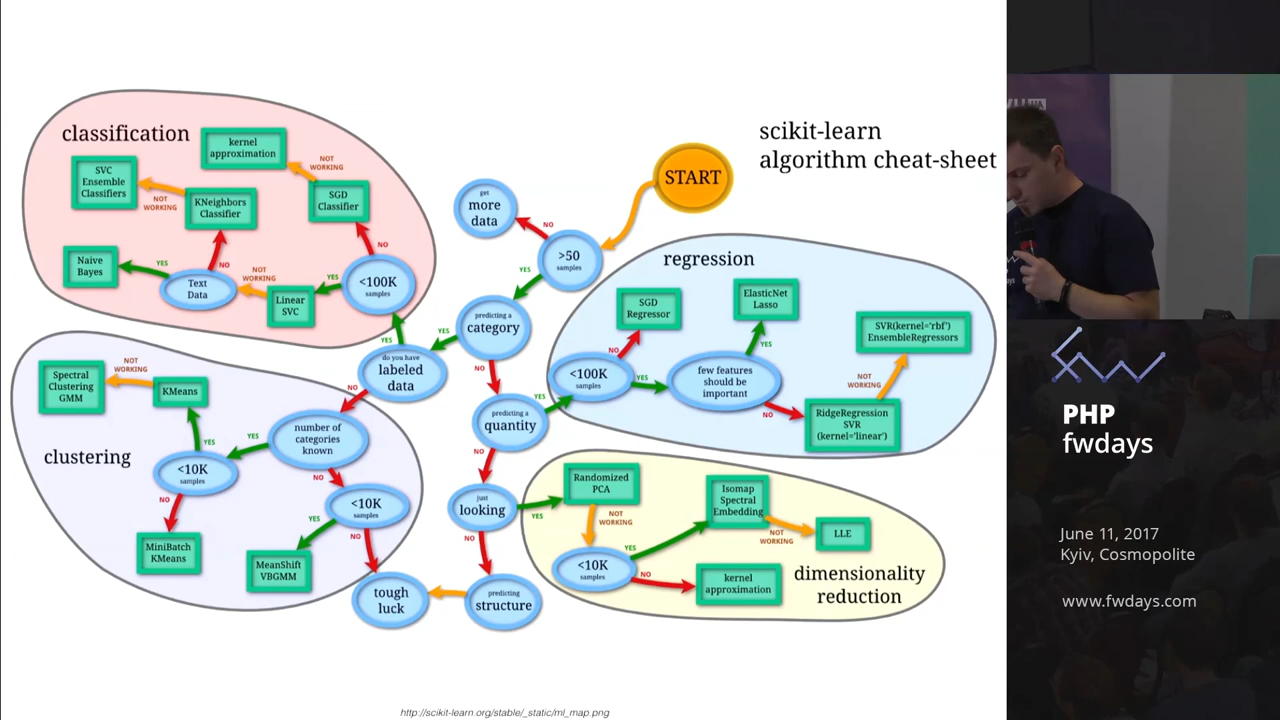 scikit-learn
algorithm cheat-sheet
START
>50
samples
NO
get
more
data
YES
predicting a
category
YES
do you have
labeled
data
YES
classification
<100K
samples
NO
SGD
Classifier
NOT
WORKING
kernel
approximation
YES
Linear
SVC
NOT
WORKING
Text
Data
YES
Naive
Bayes
NO
KNeighbors
Classifier
NOT
WORKING
SVC
Ensemble
Classifiers
NO
clustering
number of
categories
known
YES
<10K
samples
YES
KMeans
NOT
WORKING
Spectral
Clustering
GMM
NO
MiniBatch
KMeans
NO
<10K
samples
YES
MeanShift
VBGMM
NO
tough
luck
NO
predicting a
quantity
YES
regression
<100K
samples
NO
SGD
Regressor
YES
few features
should be
important
YES
ElasticNet
Lasso
NO
RidgeRegression
SVR
(kernel='linear')
NOT
WORKING
SVR(kernel='rbf')
EnsembleRegressors
NO
just
looking
YES
Randomized
PCA
NOT
WORKING
<10K
samples
YES
Isomap
Spectral
Embedding
NOT
WORKING
LLE
NO
kernel
approximation
dimensionality
reduction
NO
predicting
structure
http://scikit-learn.org/stable/_static/ml_map.png
PHP
fwdays
June 11, 2017
Kyiv, Cosmopolite
www.fwdays.com